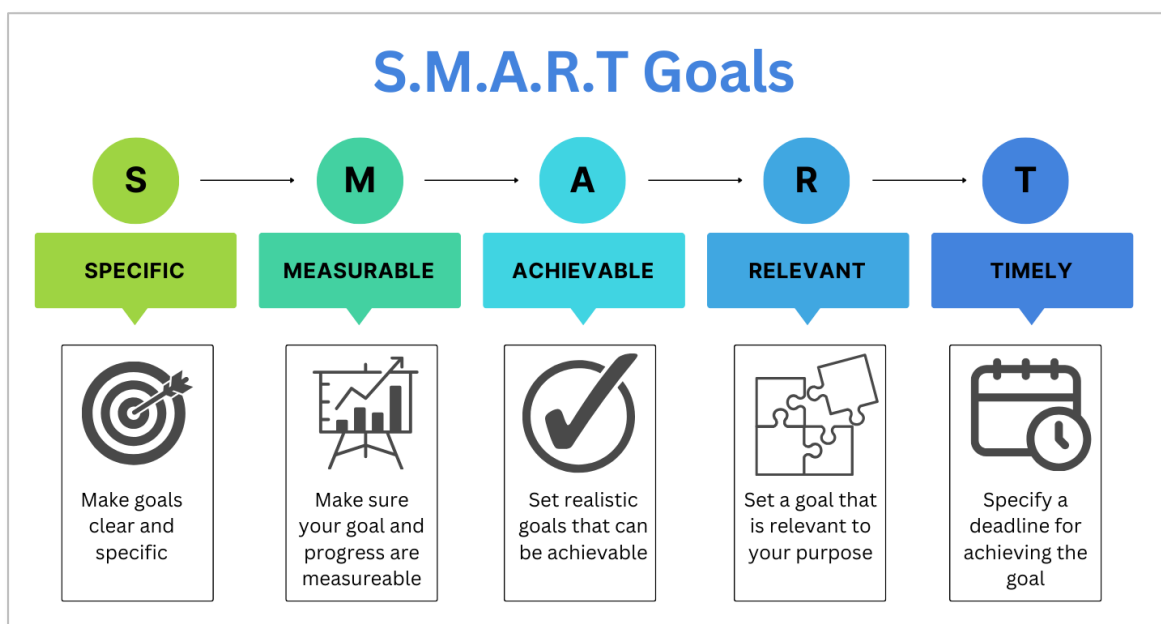 S.M.A.R.T Goals
S
M
A
R
T
SPECIFIC
MEASURABLE
ACHIEVABLE
RELEVANT
TIMELY
Make goals
clear and
specific
Make sure
your goal and
progress are
measureable
Set realistic
goals that can
be achievable
Set a goal that
is relevant to
your purpose
Specify a
deadline for
achieving the
goal